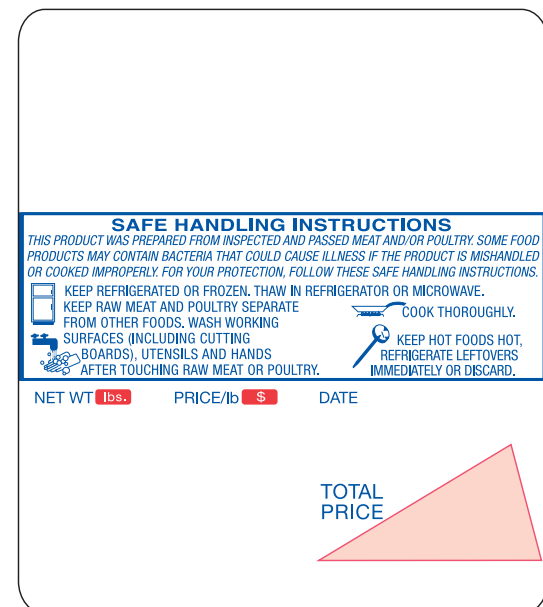 SAFE HANDLING INSTRUCTIONS
THIS PRODUCT WAS PREPARED FROM INSPECTED AND PASSED MEAT AND/OR POULTRY. SOME FOOD
PRODUCTS MAY CONTAIN BACTERIA THAT COULD CAUSE ILLNESS IF THE PRODUCT IS MISHANDLED
OR COOKED IMPROPERLY. FOR YOUR PROTECTION, FOLLOW THESE SAFE HANDLING INSTRUCTIONS.
KEEP REFRIGERATED OR FROZEN. THAW IN REFRIGERATOR OR MICROWAVE.
KEEP RAW MEAT AND POULTRY SEPARATE
FROM OTHER FOODS. WASH WORKING
SURFACES (INCLUDING CUTTING
BOARDS), UTENSILS AND HANDS
AFTER TOUCHING RAW MEAT OR POULTRY.
COOK THOROUGHLY.
KEEP HOT FOODS HOT,
REFRIGERATE LEFTOVERS
IMMEDIATELY OR DISCARD.
NET WT lbs. PRICE/lb $ DATE
TOTAL
PRICE